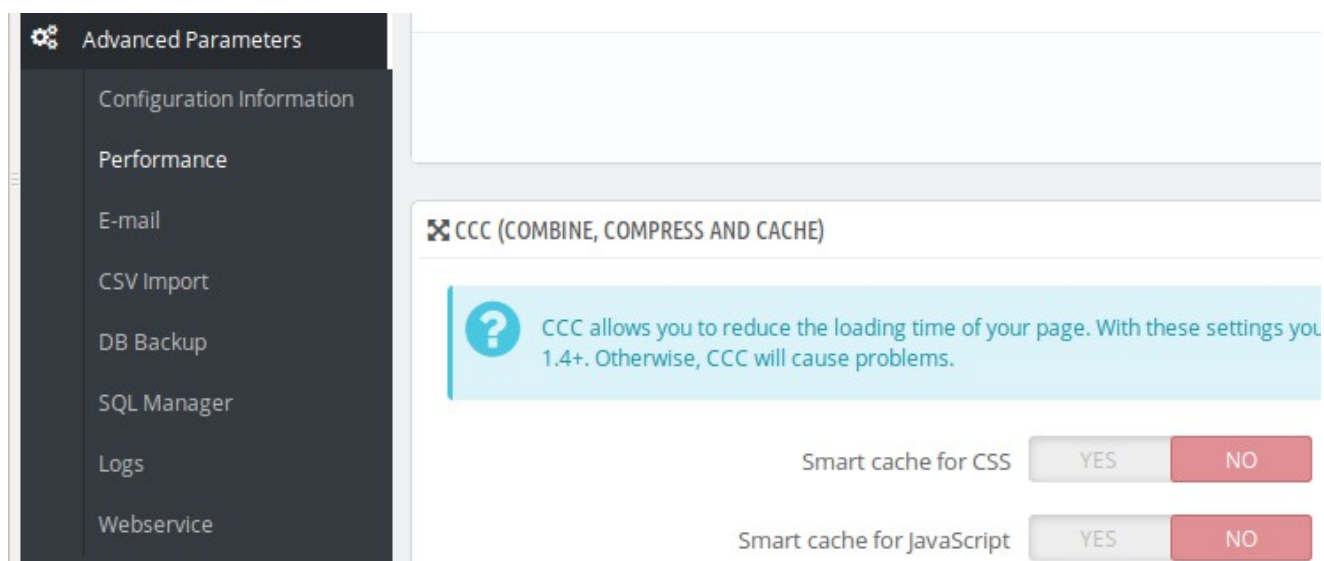 Advanced Parameters
Configuration Information
Performance
E-mail
CSV Import
DB Backup
SQL Manager
Logs
Webservice
CCC (COMBINE, COMPRESS AND CACHE)
CCC allows you to reduce the loading time of your page. With these settings you
1.4+. Otherwise, CCC will cause problems.
Smart cache for CSS YES NO
Smart cache for JavaScript YES NO